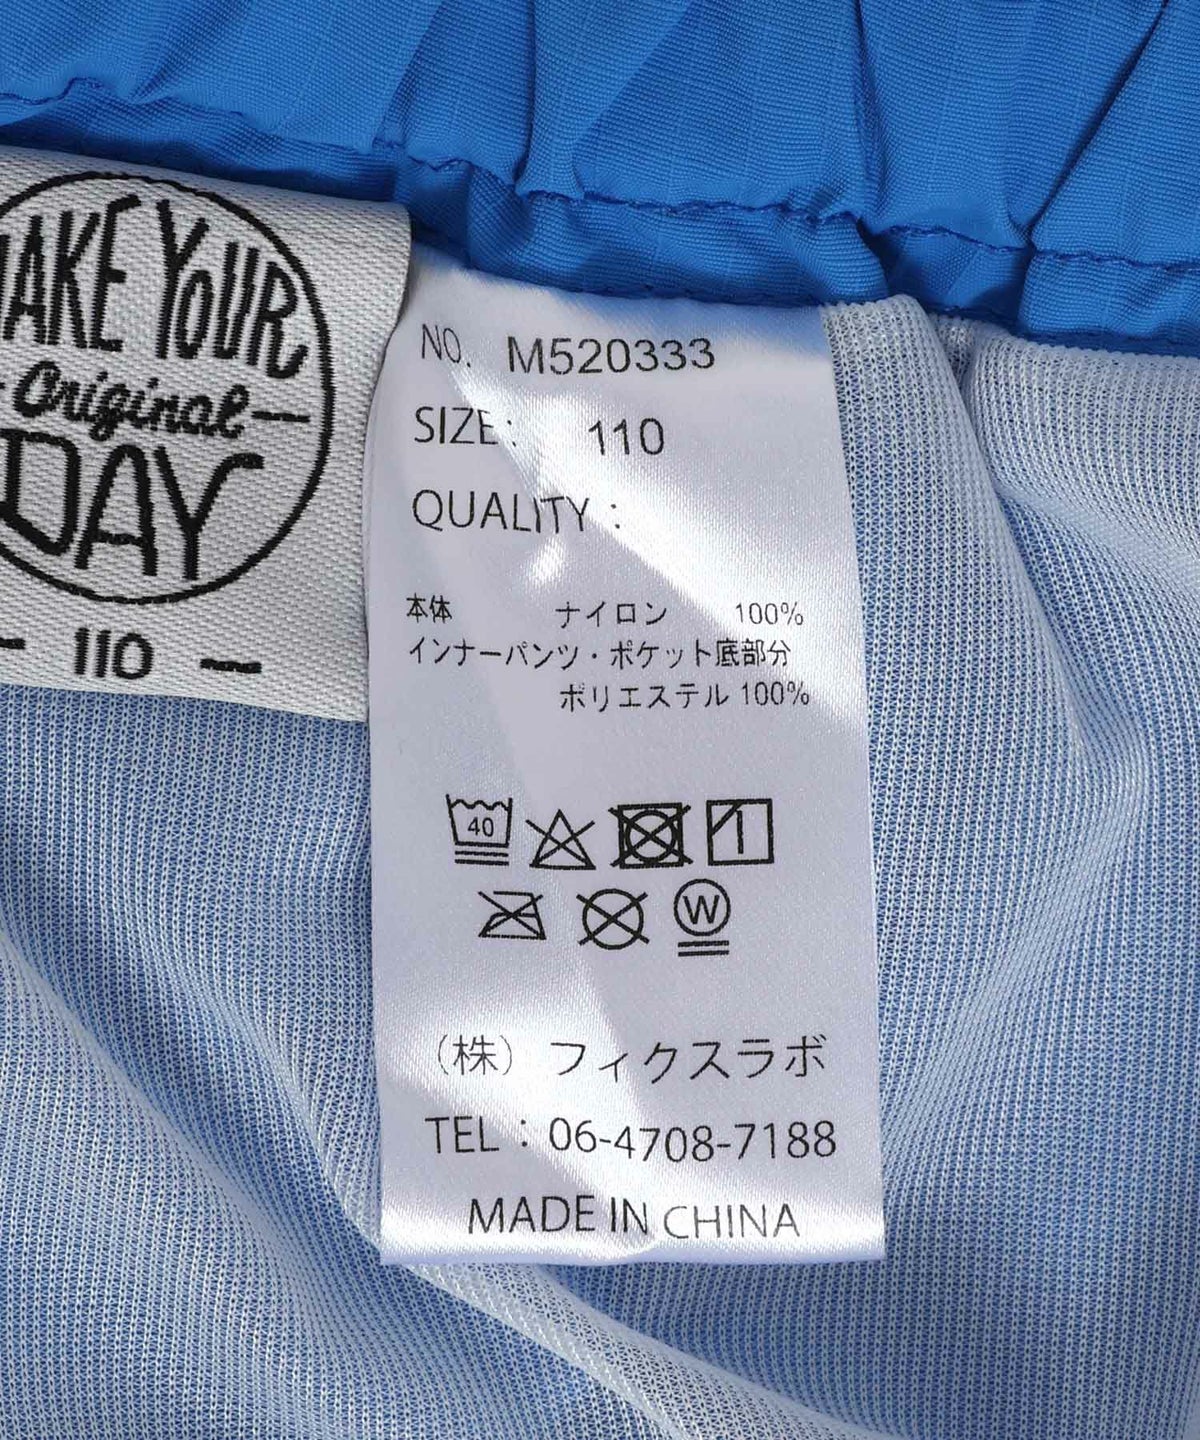 MAKE YOUR
Original
DAY
110
NO. M520333
SIZE: 110
QUALITY :
本体 ナイロン 100%
インナーパンツ・ポケット底部分
ポリエステル 100%
40
W
(株) フィクスラボ
TEL : 06-4708-7188
MADE IN CHINA